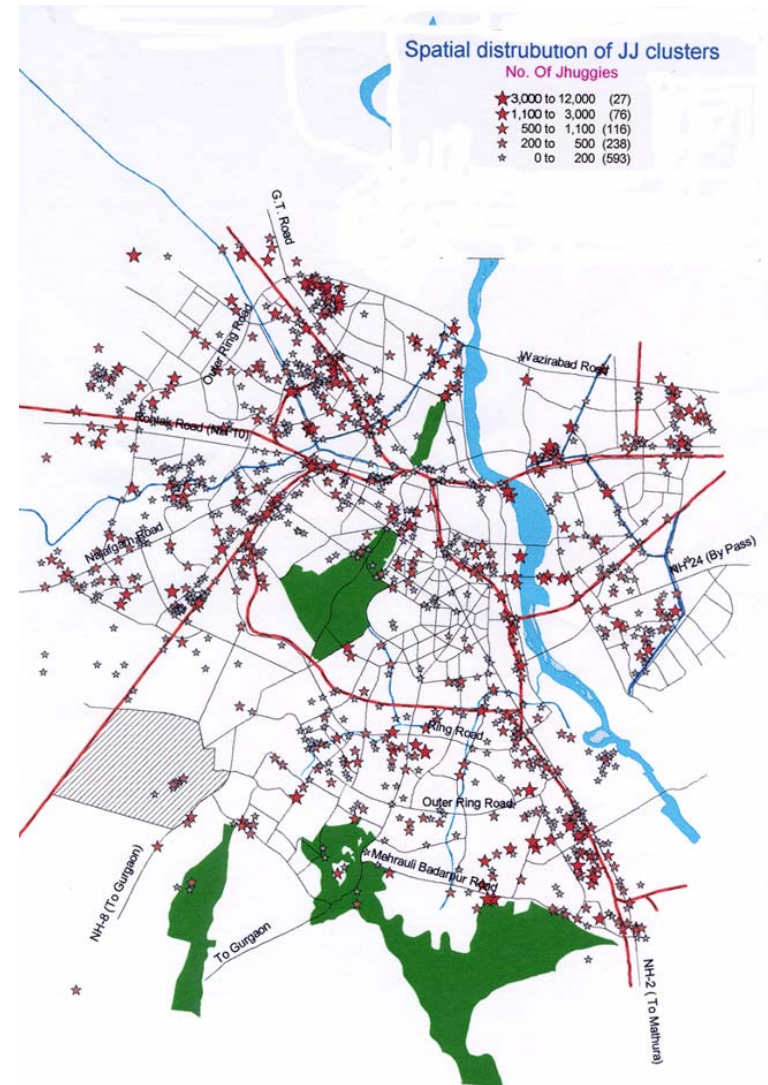 Spatial distrubution of JJ clusters
No. Of Jhuggies
3,000 to 12,000 (27)
1,100 to 3,000 (76)
500 to 1,100 (116)
200 to 500 (238)
0 to 200 (593)
G.T. Road
Outer Ring Road
Wazirabad Road
Rohtak Road (NH 10)
Najafgarh Road
NH 24 (By Pass)
Ring Road
Outer Ring Road
Mehrauli Badarpur Road
NH-8 (To Gurgaon)
To Gurgaon
NH-2 ( To Mathura)